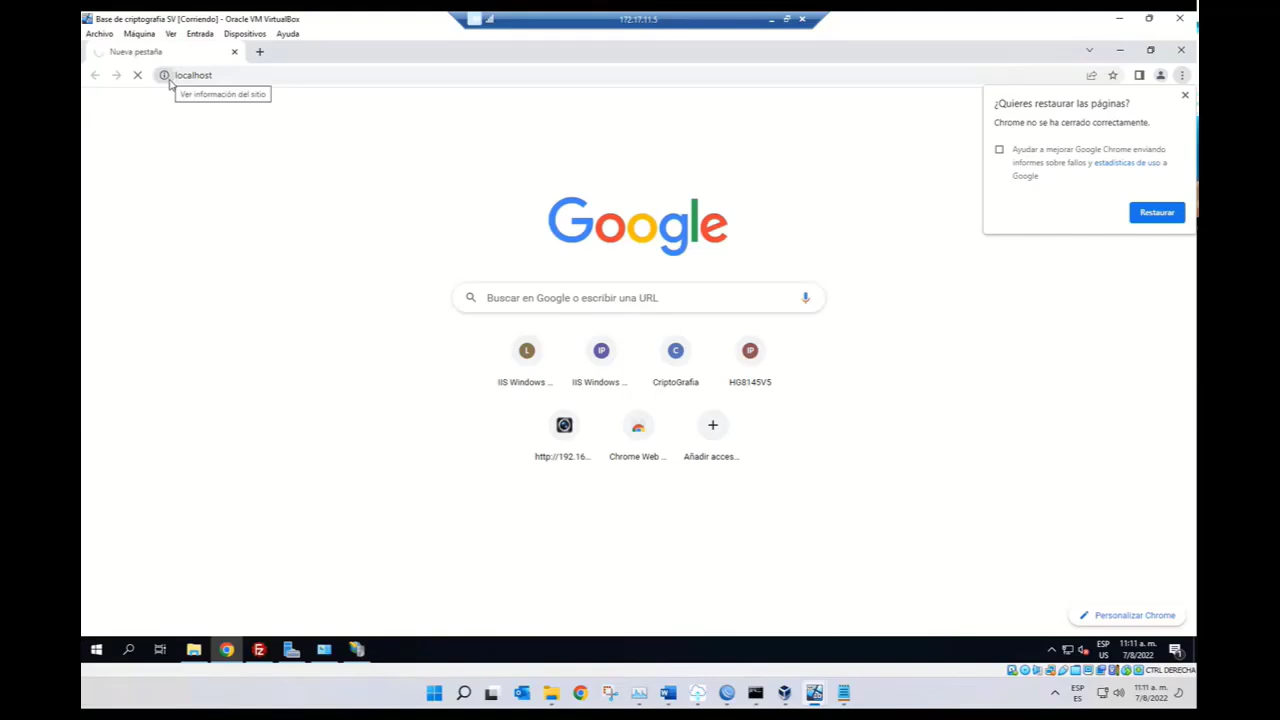 Base de criptografia SV [Corriendo] - Oracle VM VirtualBox
172.17.11.5
Archivo Máquina Ver Entrada Dispositivos Ayuda
Nueva pestaña
localhost
Ver información del sitio
¿Quieres restaurar las páginas?
Chrome no se ha cerrado correctamente.
Ayudar a mejorar Google Chrome enviando
informes sobre fallos y estadísticas de uso a
Google
Restaurar
Google
Buscar en Google o escribir una URL
L
IP
C
IP
IIS Windows ...
IIS Windows ...
CriptoGrafia
HG8145V5
http://192.16...
Chrome Web ...
Añadir acces...
Personalizar Chrome
ESP
US
11:11 a. m.
7/8/2022
1
CTRL DERECHA
ESP
ES
11:11 a. m.
7/8/2022